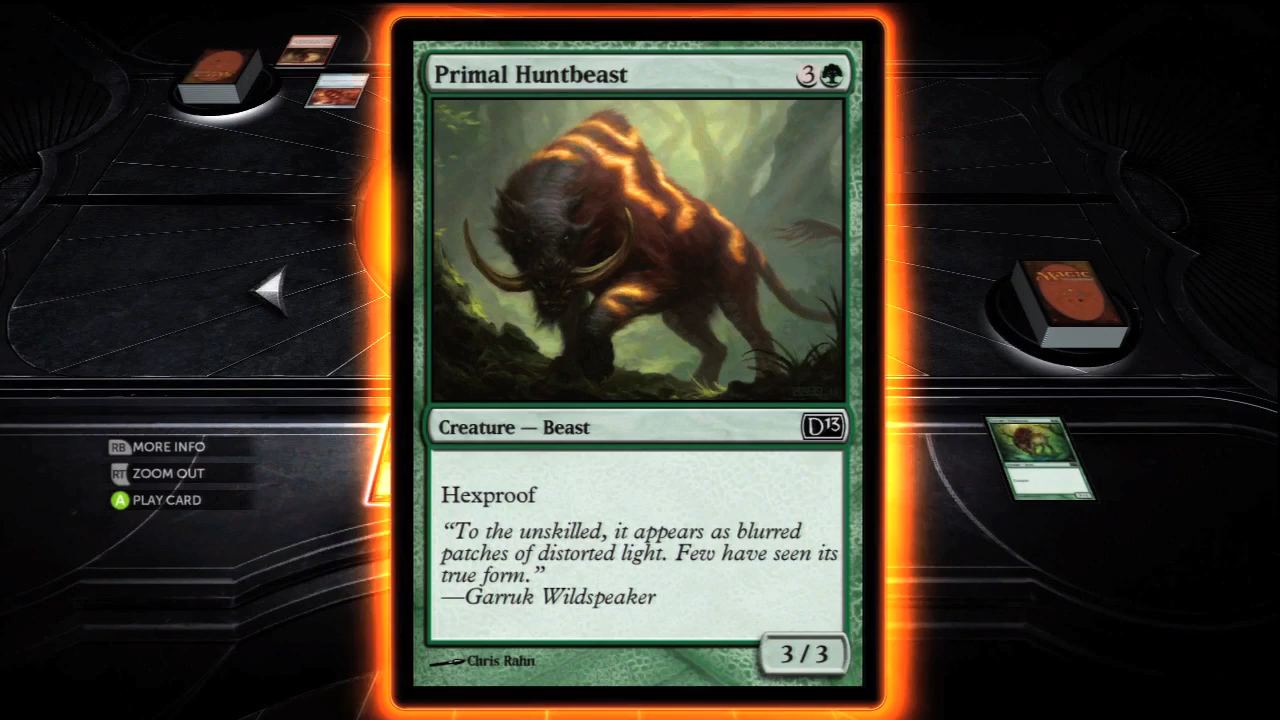 Primal Huntbeast 3
Creature — Beast D13
Hexproof
“To the unskilled, it appears as blurred
patches of distorted light. Few have seen its
true form.”
—Garruk Wildspeaker
3/3
Chris Rahn
RB MORE INFO
RT ZOOM OUT
A PLAY CARD
Magic